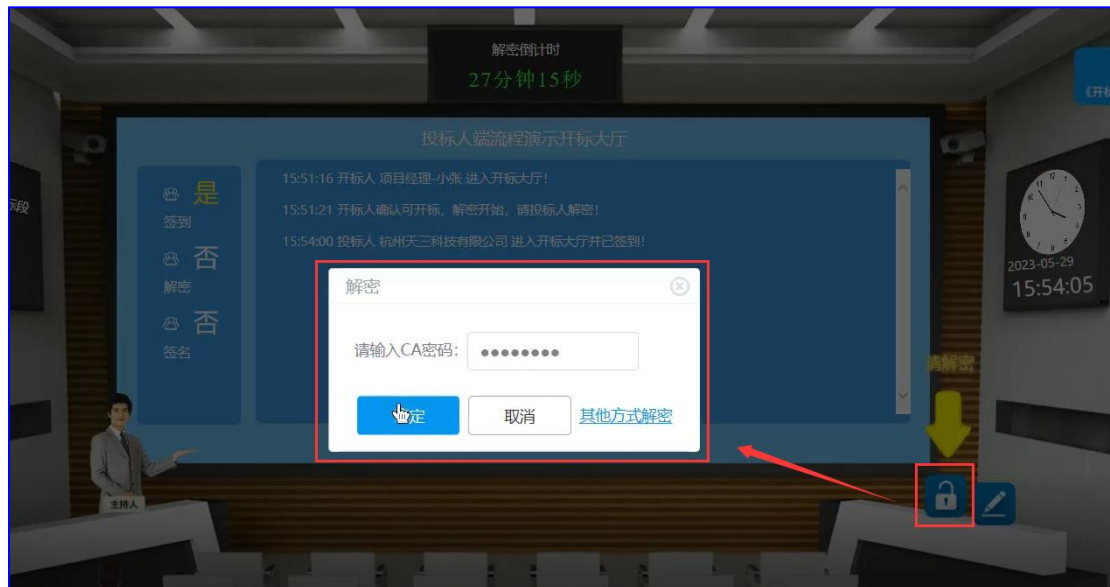 解密倒计时
27分钟15秒
《开标
投标人端流程演示开标大厅
段
是
签到
否
解密
否
签名
15:51:16 开标人 项目经理-小张 进入开标大厅!
15:51:21 开标人确认可开标，解密开始，请投标人解密!
15:54:00 投标人 杭州天三科技有限公司 进入开标大厅并已签到!
解密
请输入CA密码:
定
取消
其他方式解密
2023-05-29
15:54:05
请解密
主持人